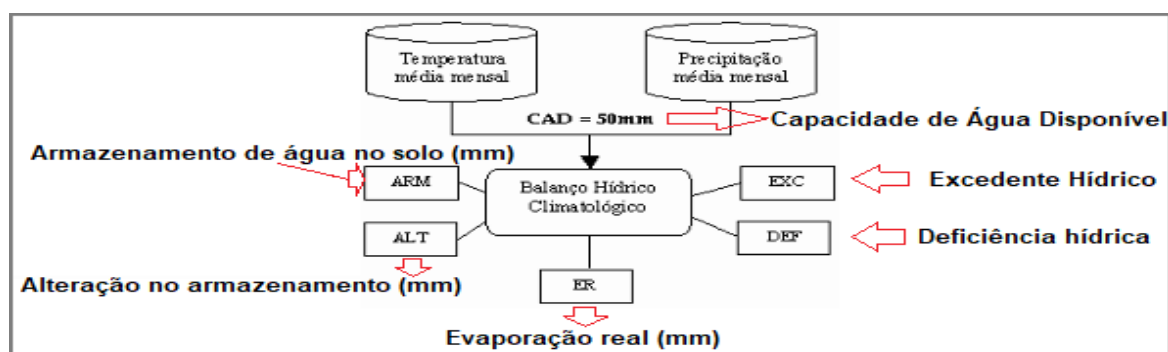 Temperatura
média mensal
Precipitação
média mensal
CAD = 50mm
Capacidade de Água Disponível
Armazenamento de água no solo (mm)
ARM
Balanço Hídrico
Climatológico
EXC
Excedente Hídrico
ALT
DEF
Deficiência hídrica
Alteração no armazenamento (mm)
ER
Evaporação real (mm)